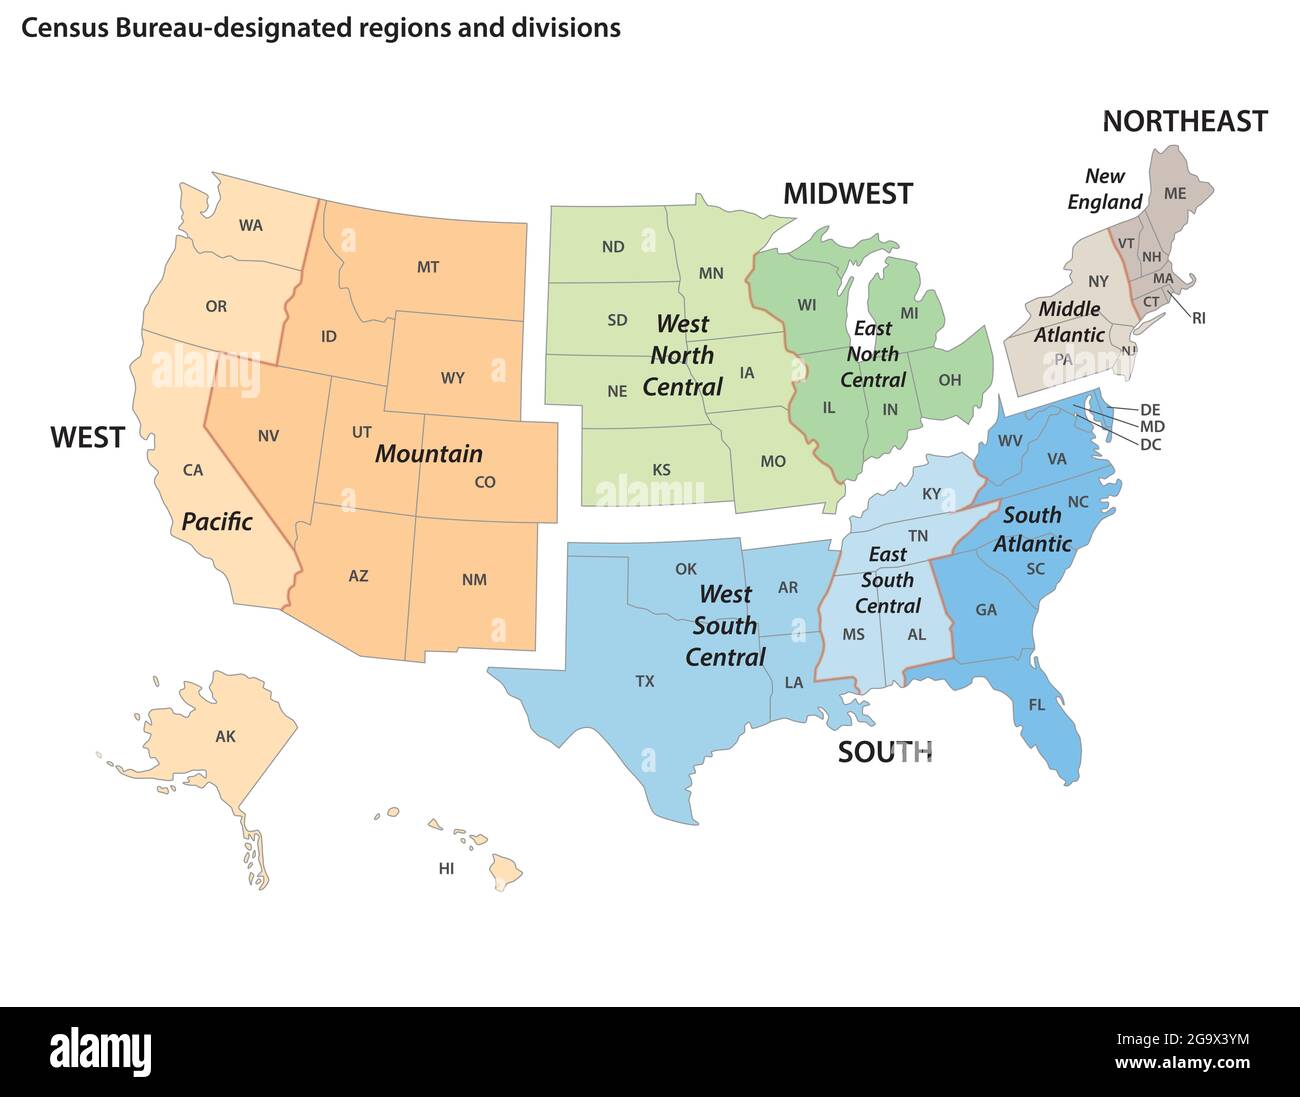 Census Bureau-designated regions and divisions
NORTHEAST
New
England
ME
VT
NH
MA
CT
RI
NY
Middle
Atlantic
PA
NJ
MIDWEST
ND
MN
SD
West
North
Central
NE
IA
KS
MO
WI
MI
East
North
Central
IL
IN
OH
WEST
WA
OR
CA
Pacific
MT
ID
WY
NV
UT
Mountain
CO
AZ
NM
AK
HI
DE
MD
DC
WV
VA
NC
South
Atlantic
SC
GA
FL
KY
TN
East
South
Central
MS
AL
OK
AR
West
South
Central
TX
LA
SOUTH
alamy
alamy
a
a
a
a
a
a
a
a
a
a
alamy
Image ID: 2G9X3YM
www.alamy.com